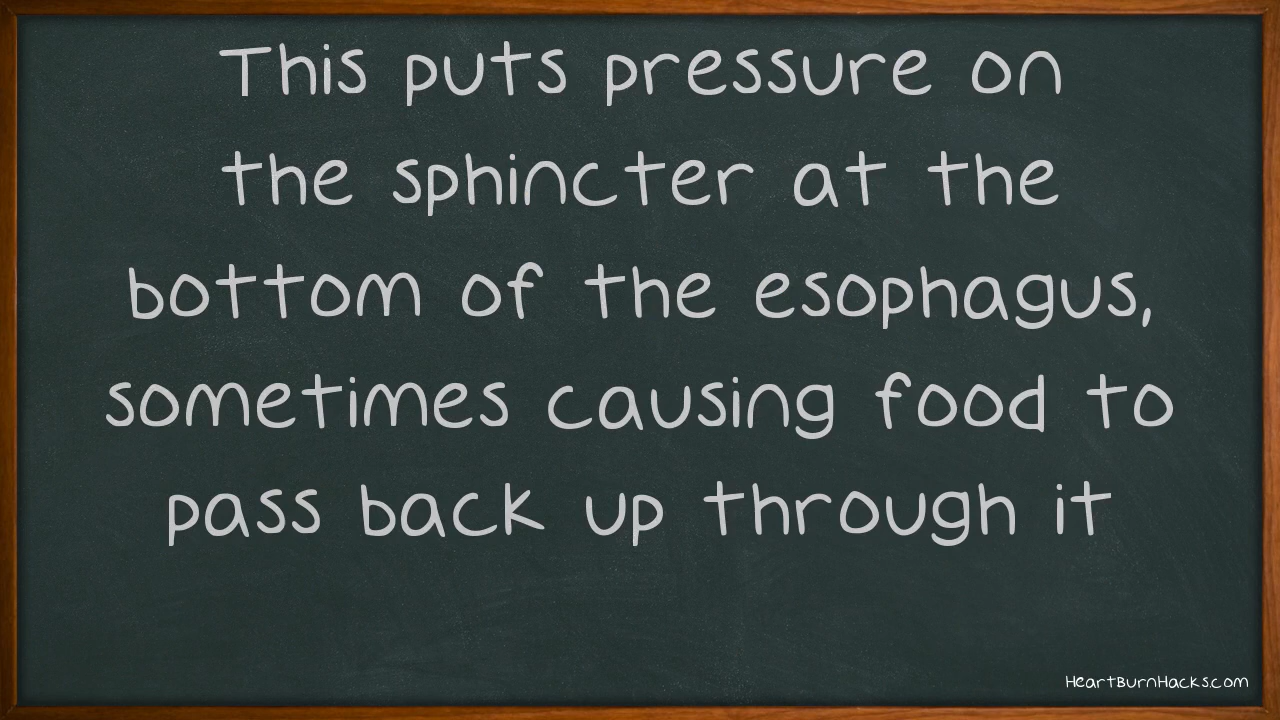 This puts pressure on
the sphincter at the
bottom of the esophagus,
sometimes causing food to
pass back up through it
HeartBurnHacks.com